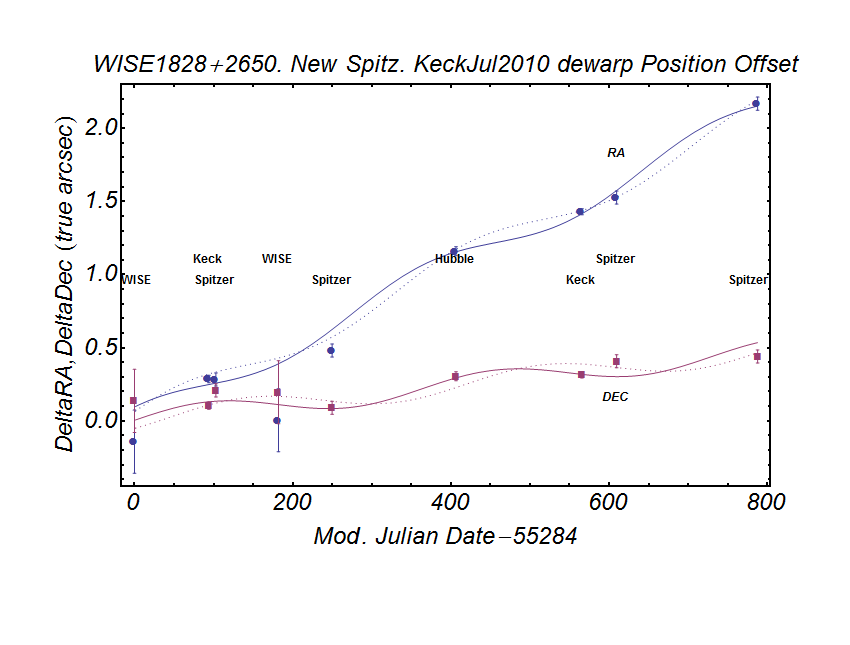 WISE1828+2650. New Spitz. KeckJul2010 dewarp Position Offset
DeltaRA, DeltaDec (true arcsec)
2.0
1.5
1.0
0.5
0.0
RA
Keck
WISE
Hubble
Spitzer
WISE
Spitzer
Spitzer
Keck
Spitzer
DEC
0
200
400
600
800
Mod. Julian Date−55284